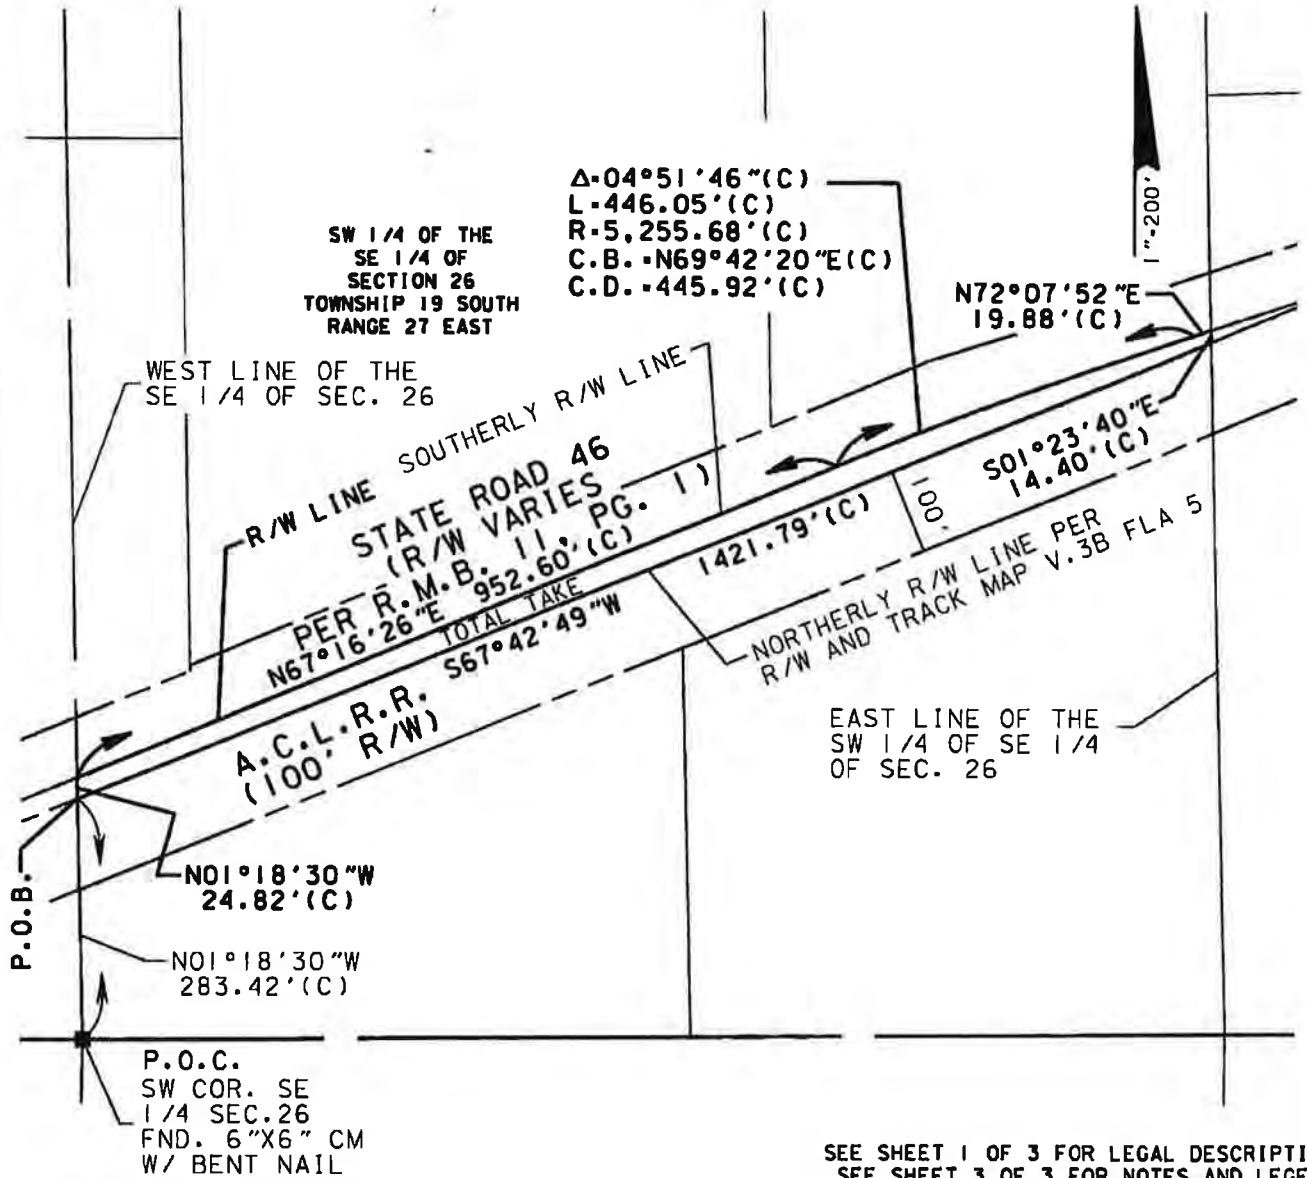 Δ=04°51'46"(C)
L=446.05'(C)
R=5,255.68'(C)
C.B.=N69°42'20"E(C)
C.D.=445.92'(C)
1"=200'
SW 1/4 OF THE
SE 1/4 OF
SECTION 26
TOWNSHIP 19 SOUTH
RANGE 27 EAST
N72°07'52"E
19.88'(C)
WEST LINE OF THE
SE 1/4 OF SEC. 26
SOUTHERLY R/W LINE
R/W LINE
STATE ROAD 46
(R/W VARIES
PER R.M.B. 11, PG. 1)
N67°16'26"E 952.60'(C)
TOTAL TAKE
S67°42'49"W
1421.79'(C)
100'
S01°23'40"E
14.40'(C)
NORTHERLY R/W LINE PER
R/W AND TRACK MAP V.3B FLA 5
A.C.L.R.R.
(100' R/W)
EAST LINE OF THE
SW 1/4 OF SE 1/4
OF SEC. 26
P.O.B.
N01°18'30"W
24.82'(C)
N01°18'30"W
283.42'(C)
P.O.C.
SW COR. SE
1/4 SEC.26
FND. 6"X6" CM
W/ BENT NAIL
SEE SHEET 1 OF 3 FOR LEGAL DESCRIPTI
SEE SHEET 3 OF 3 FOR NOTES AND LEGE